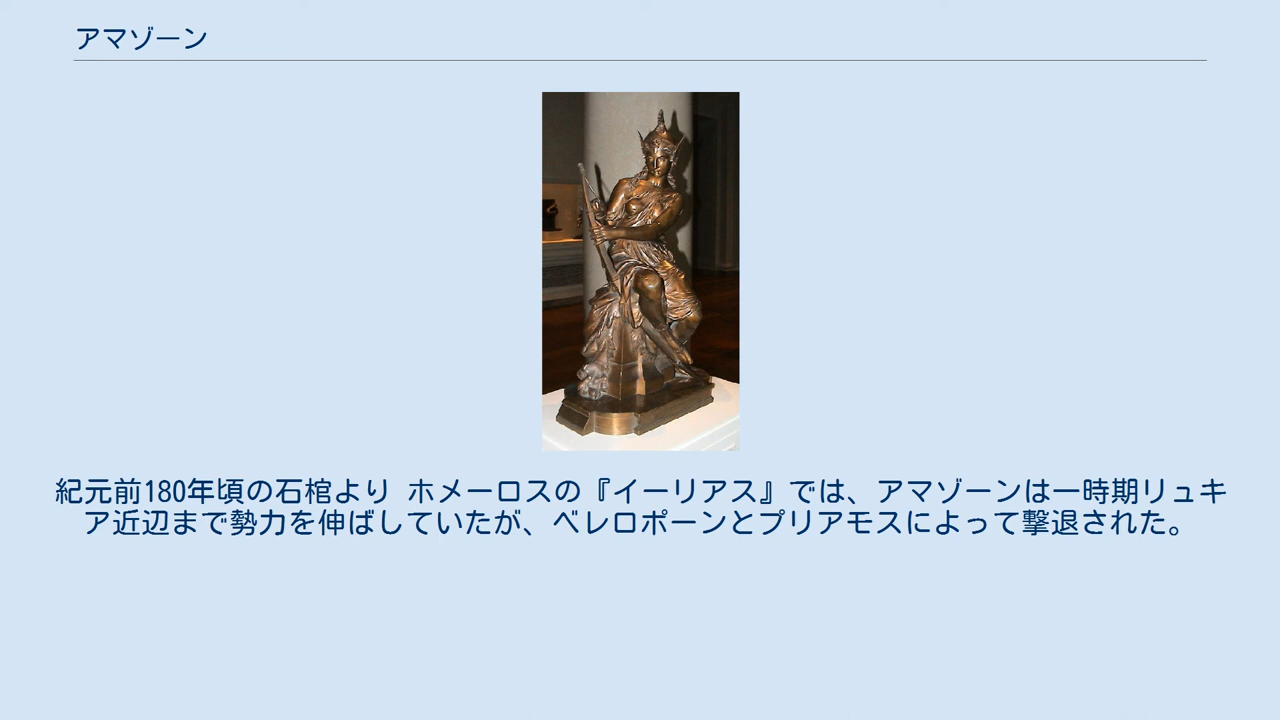 アマゾーン
紀元前180年頃の石棺より ホメーロスの『イーリアス』では、アマゾーンは一時期リュキ
ア近辺まで勢力を伸ばしていたが、ベレロポーンとプリアモスによって撃退された。